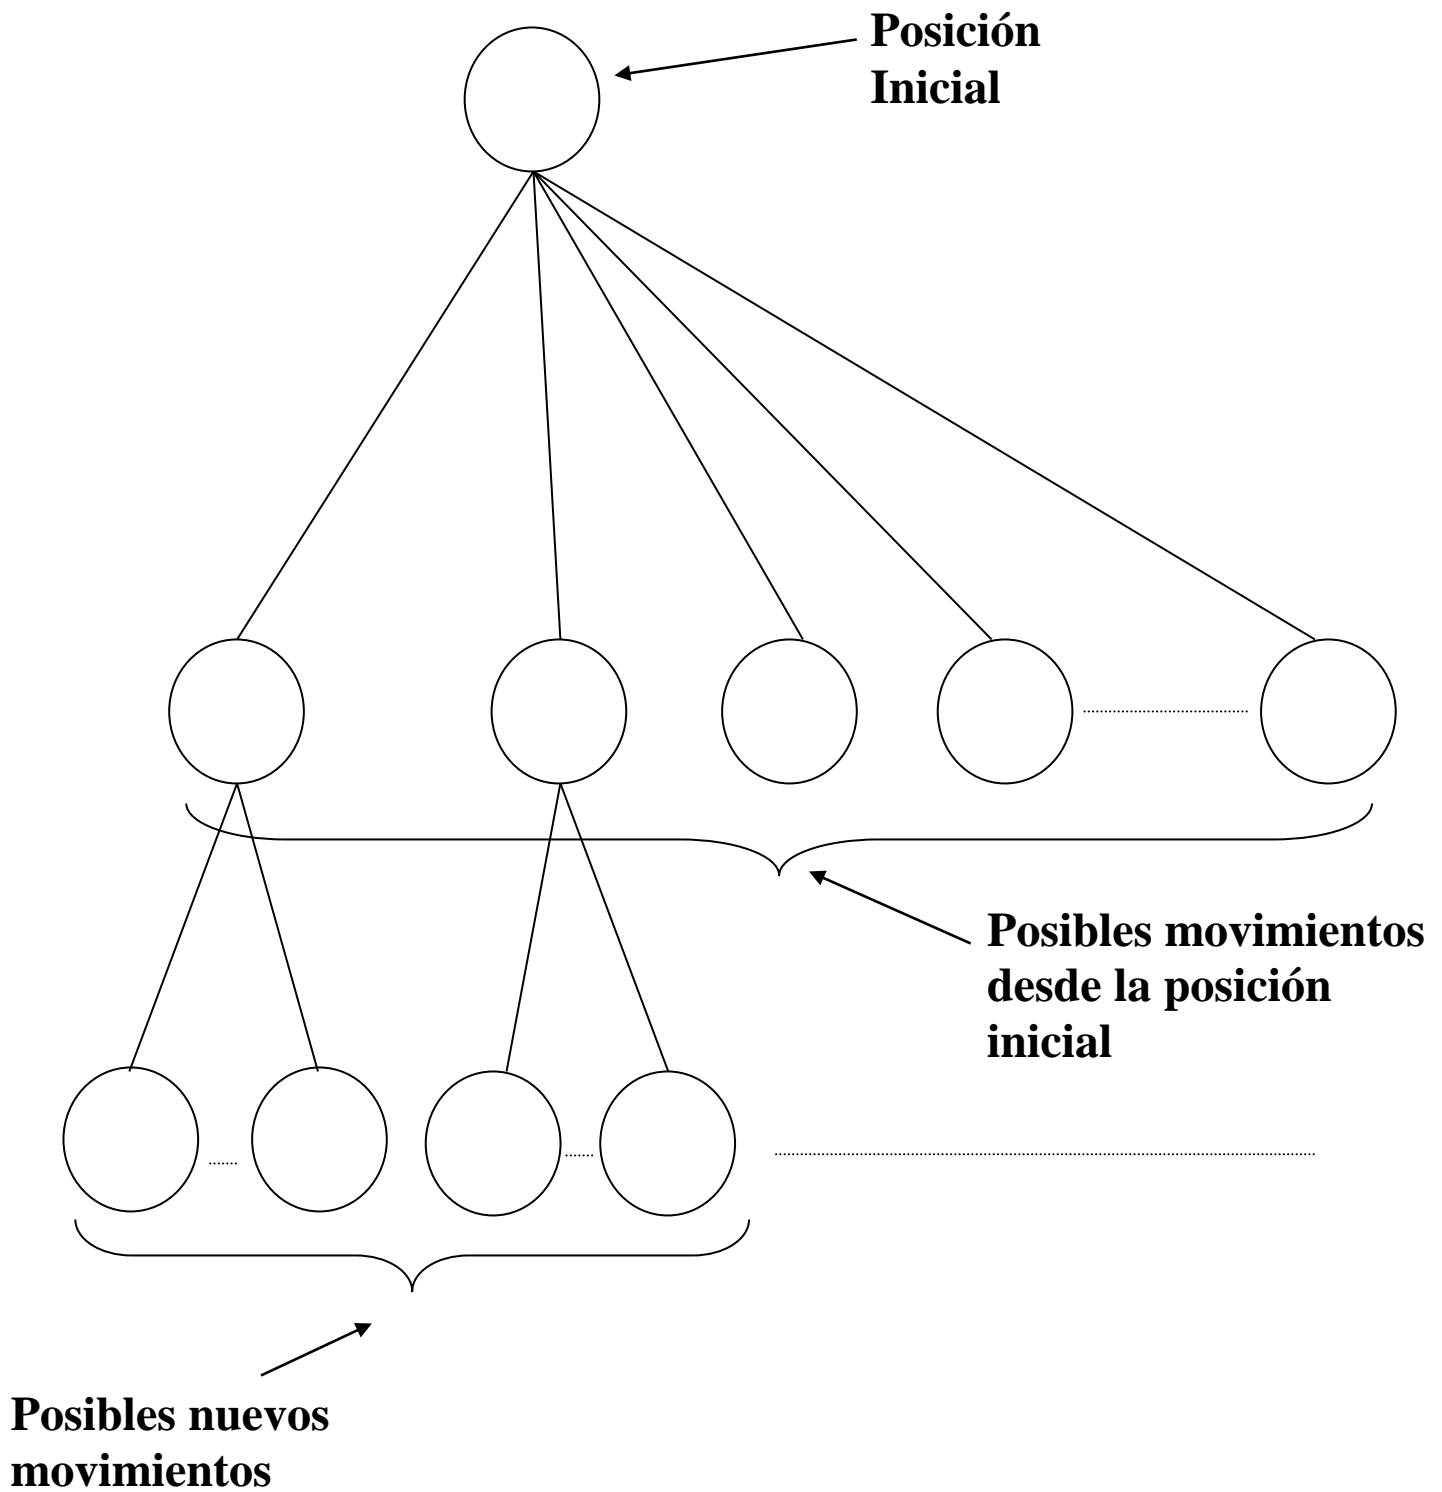 Posición
Inicial
Posibles movimientos
desde la posición
inicial
Posibles nuevos
movimientos